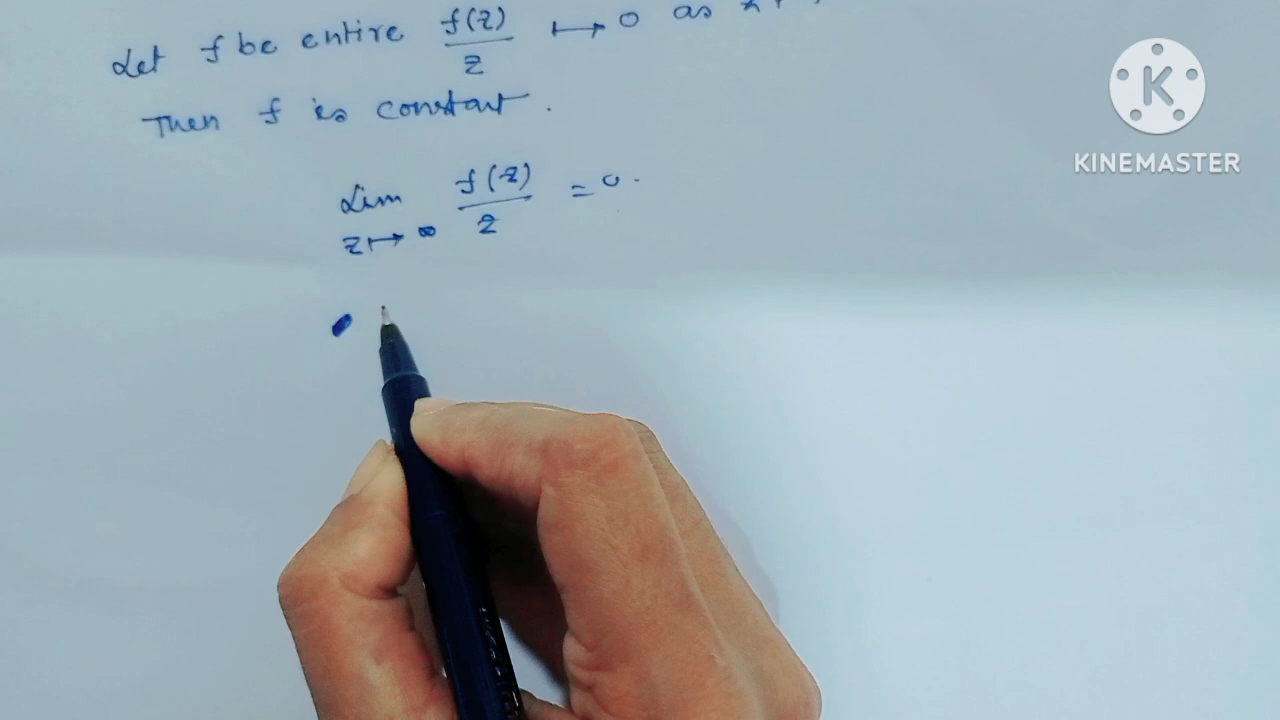 Let f be entire f(z)/z ↦ 0 as
Then f is constant.
Lim z↦∞ f(z)/z = 0.
K
KINEMASTER